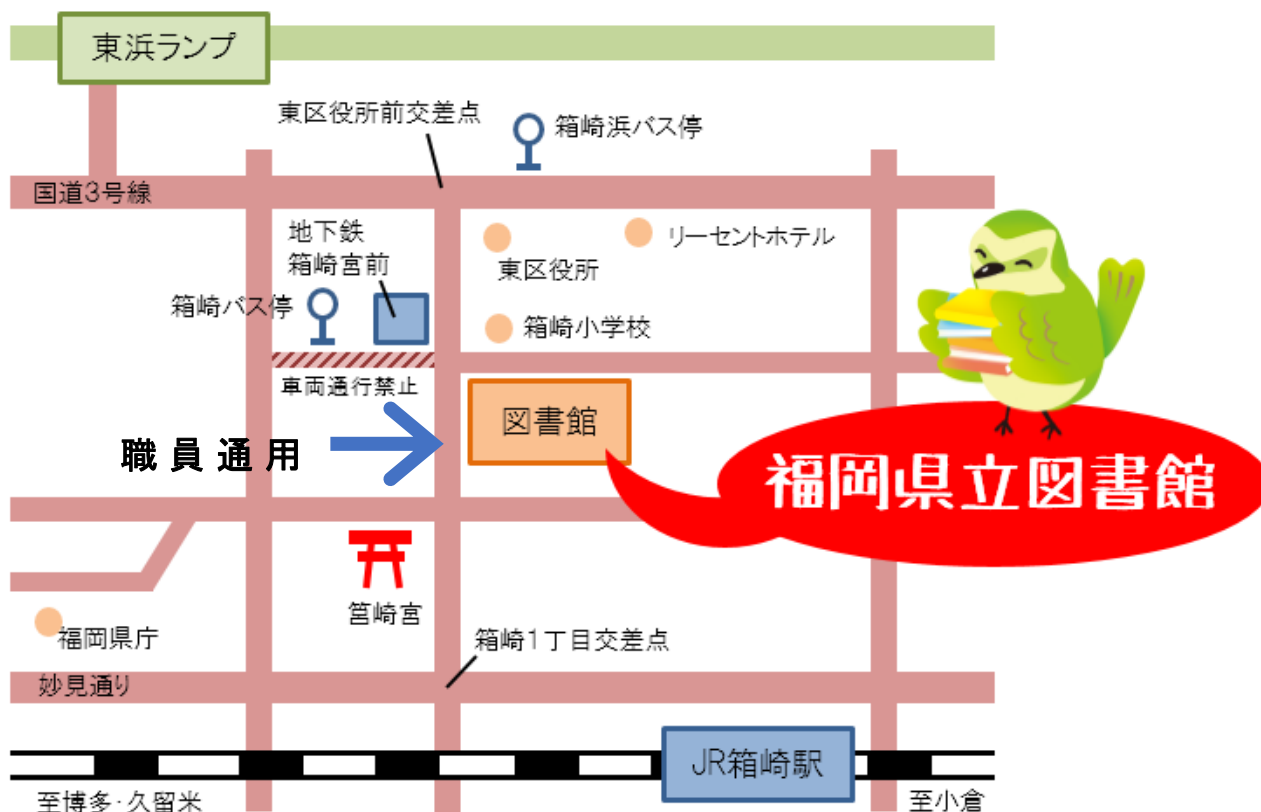 東浜ランプ
東区役所前交差点
箱崎浜バス停
国道3号線
地下鉄
箱崎宮前
リーセントホテル
東区役所
箱崎バス停
箱崎小学校
車両通行禁止
図書館
職員通用
福岡県立図書館
筥崎宮
福岡県庁
箱崎1丁目交差点
妙見通り
JR箱崎駅
至博多・久留米
至小倉